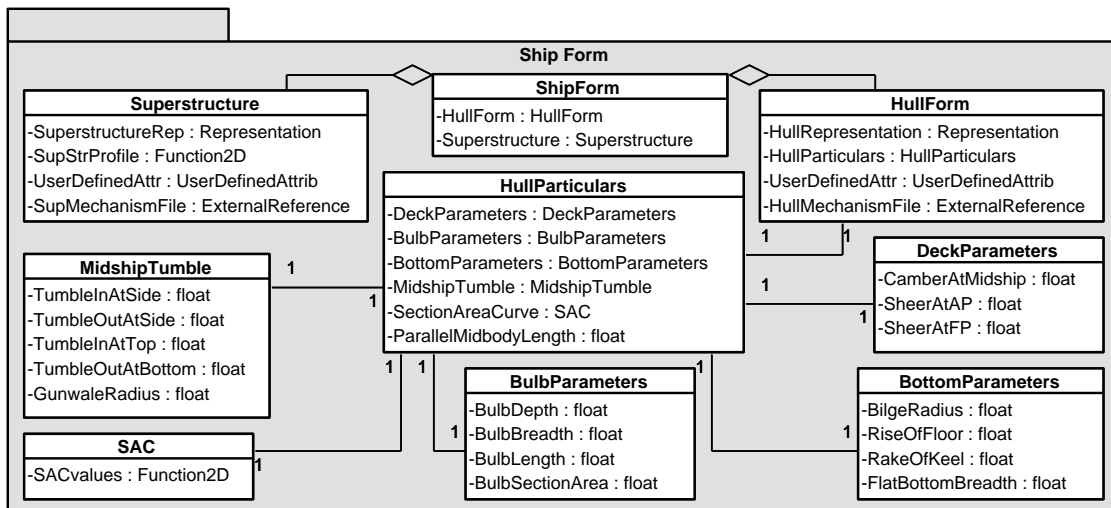 Ship Form
Superstructure
-SuperstructureRep : Representation
-SupStrProfile : Function2D
-UserDefinedAttr : UserDefinedAttrib
-SupMechanismFile : ExternalReference
ShipForm
-HullForm : HullForm
-Superstructure : Superstructure
HullForm
-HullRepresentation : Representation
-HullParticulars : HullParticulars
-UserDefinedAttr : UserDefinedAttrib
-HullMechanismFile : ExternalReference
HullParticulars
-DeckParameters : DeckParameters
-BulbParameters : BulbParameters
-BottomParameters : BottomParameters
-MidshipTumble : MidshipTumble
-SectionAreaCurve : SAC
-ParallelMidbodyLength : float
1
1
MidshipTumble
-TumbleInAtSide : float
-TumbleOutAtSide : float
-TumbleInAtTop : float
-TumbleOutAtBottom : float
-GunwaleRadius : float
1
1
DeckParameters
-CamberAtMidship : float
-SheerAtAP : float
-SheerAtFP : float
1
1
SAC
-SACvalues : Function2D
1
1
BulbParameters
-BulbDepth : float
-BulbBreadth : float
-BulbLength : float
-BulbSectionArea : float
1
1
BottomParameters
-BilgeRadius : float
-RiseOfFloor : float
-RakeOfKeel : float
-FlatBottomBreadth : float
1
1